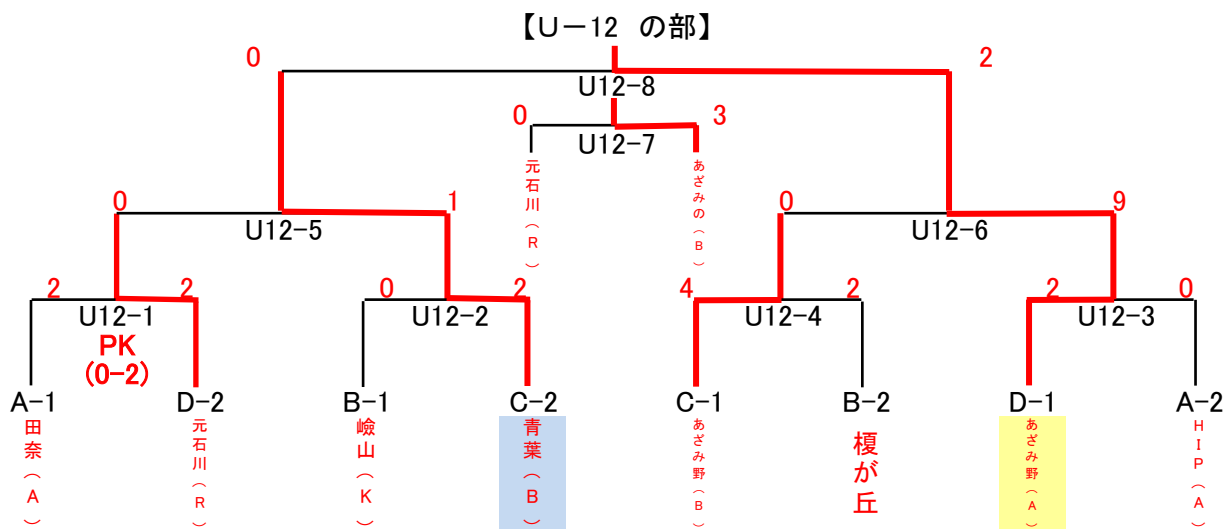 【U－12 の部】
0
2
U12-8
0
3
U12-7
元石川（R）
あざみの（B）
0
1
U12-5
0
9
U12-6
2
2
U12-1
PK
(0-2)
0
2
U12-2
4
2
U12-4
2
0
U12-3
A-1
D-2
B-1
C-2
C-1
B-2
D-1
A-2
田奈（A）
元石川（R）
嶮山（K）
青葉（B）
あざみ野（B）
榎が丘
あざみ野（A）
HIP（A）